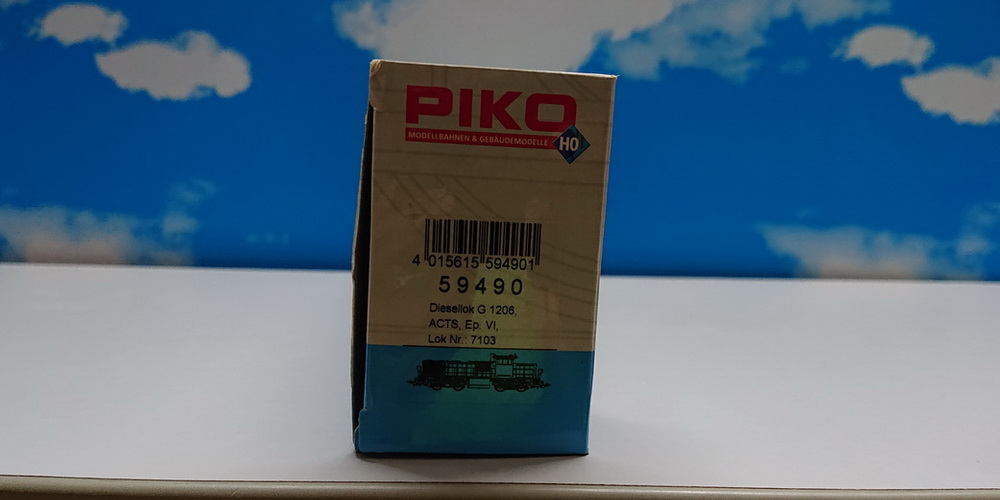 PIKO
MODELLBAHNEN & GEBÄUDEMODELLE
H0
4 015615 594901
59490
Diesellok G 1206,
ACTS, Ep. VI,
Lok Nr.: 7103